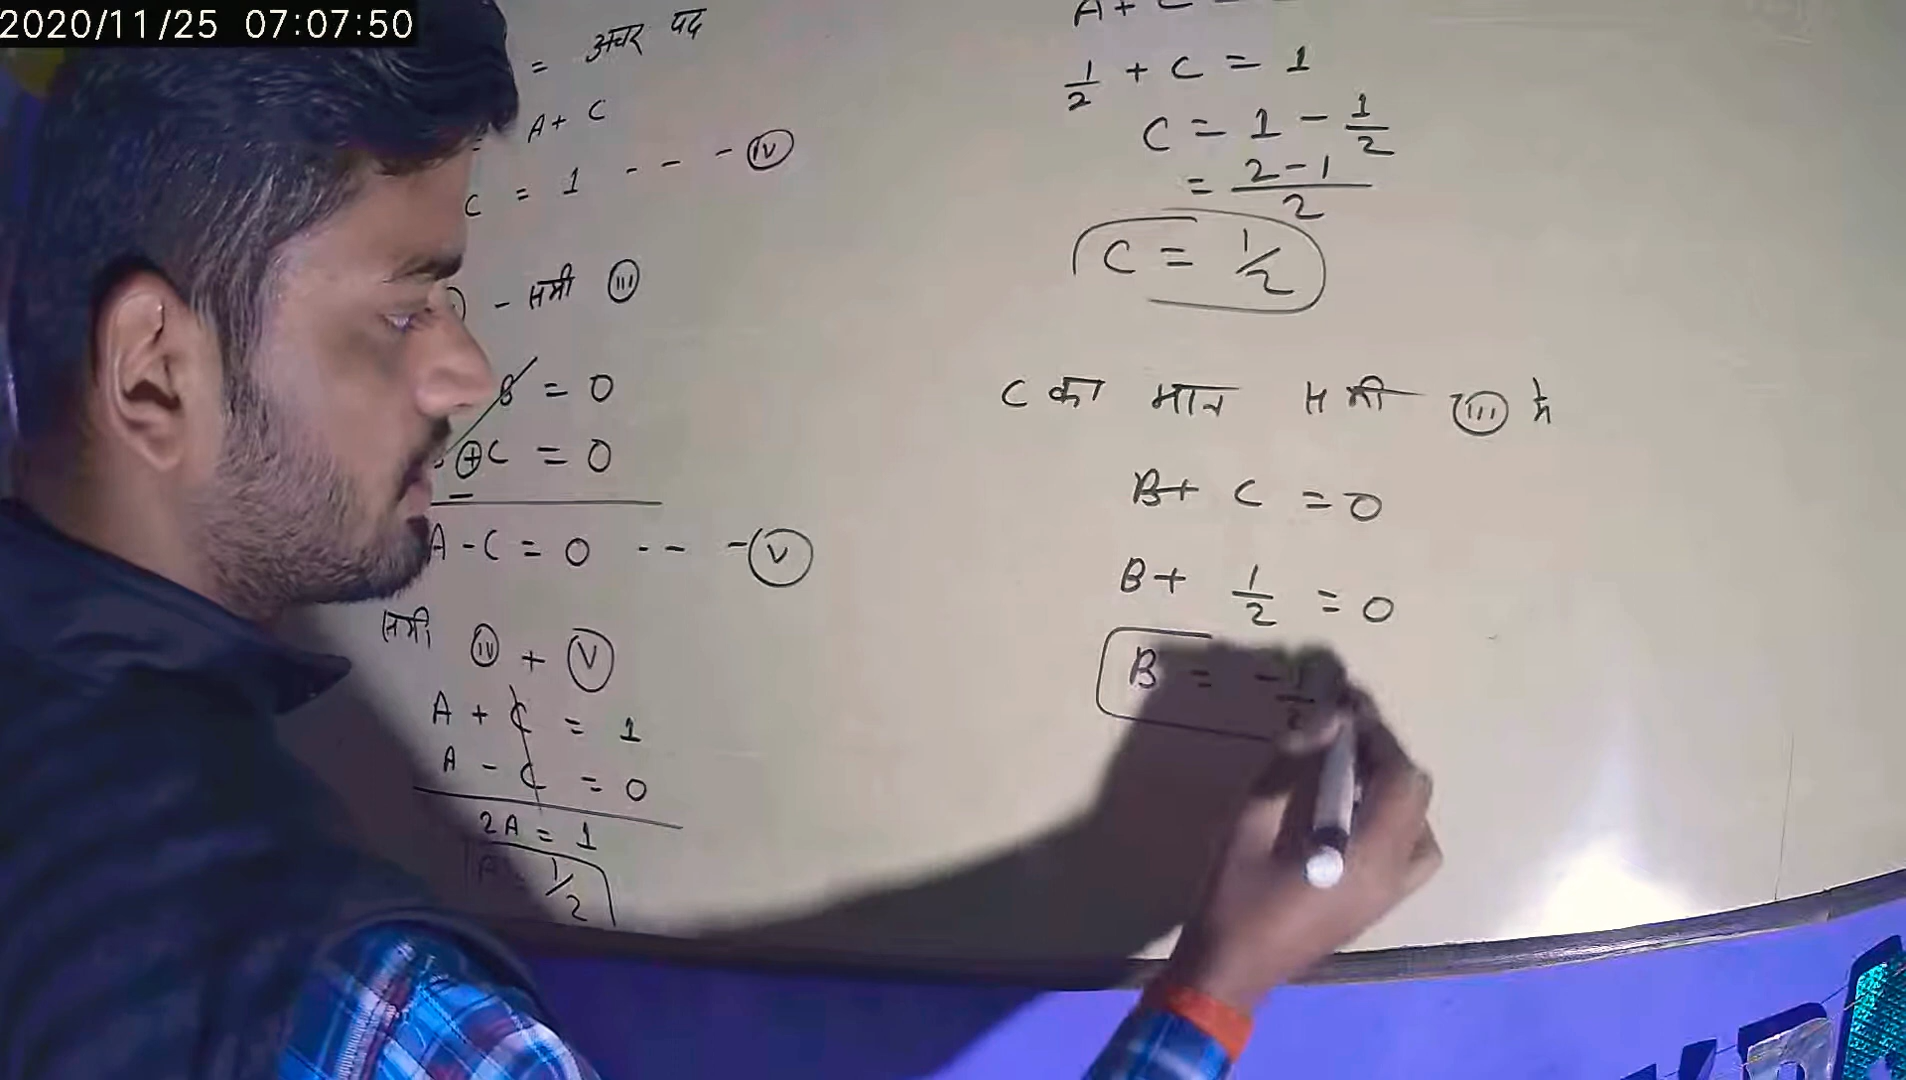 2020/11/25 07:07:50
= अचर पद
= A + C
C = 1 - - - (IV)
- समी (III)
B = 0
+ C = 0
A - C = 0 - - - (V)
समी (IV) + (V)
A + C = 1
A - C = 0
2A = 1
A = 1/2
A + C =
1/2 + C = 1
C = 1 - 1/2
= 2-1/2
C = 1/2
C का मान समी (III) में
B + C = 0
B + 1/2 = 0
B = -1/2